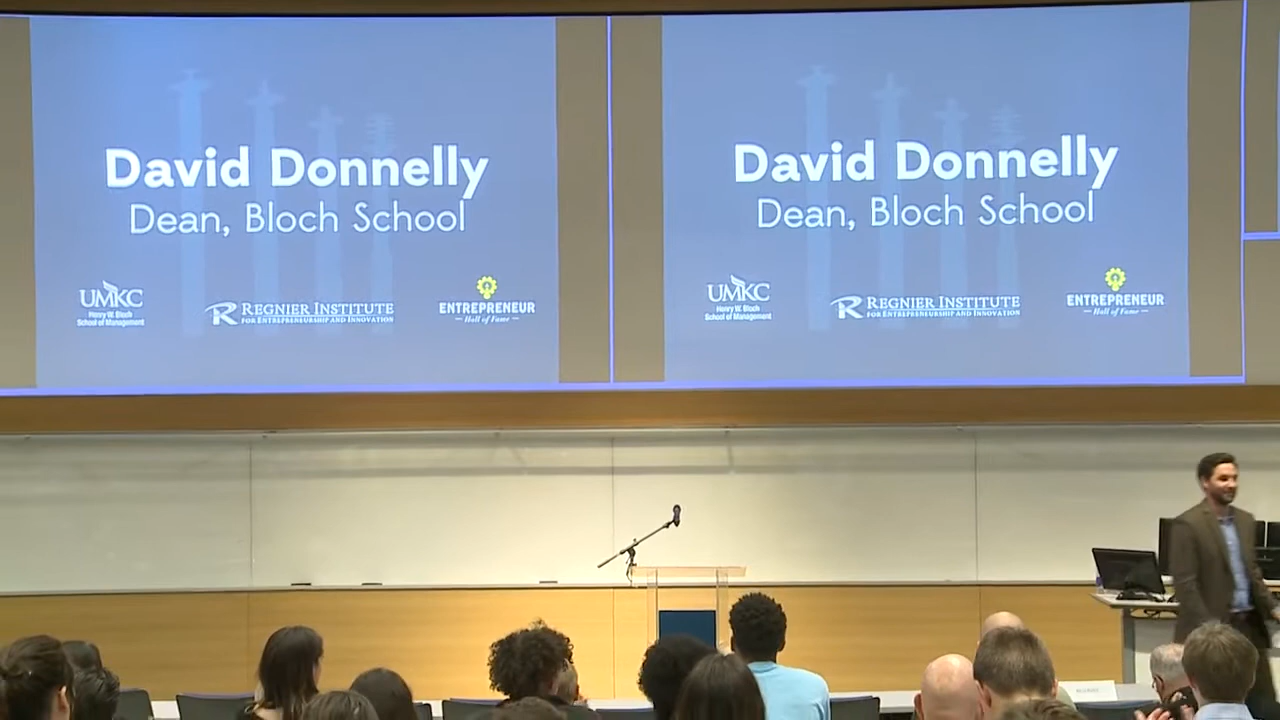 David Donnelly
Dean, Bloch School
UMKC
Henry W. Bloch
School of Management
REGNIER INSTITUTE
FOR ENTREPRENEURSHIP AND INNOVATION
ENTREPRENEUR
Hall of Fame
David Donnelly
Dean, Bloch School
UMKC
Henry W. Bloch
School of Management
REGNIER INSTITUTE
FOR ENTREPRENEURSHIP AND INNOVATION
ENTREPRENEUR
Hall of Fame